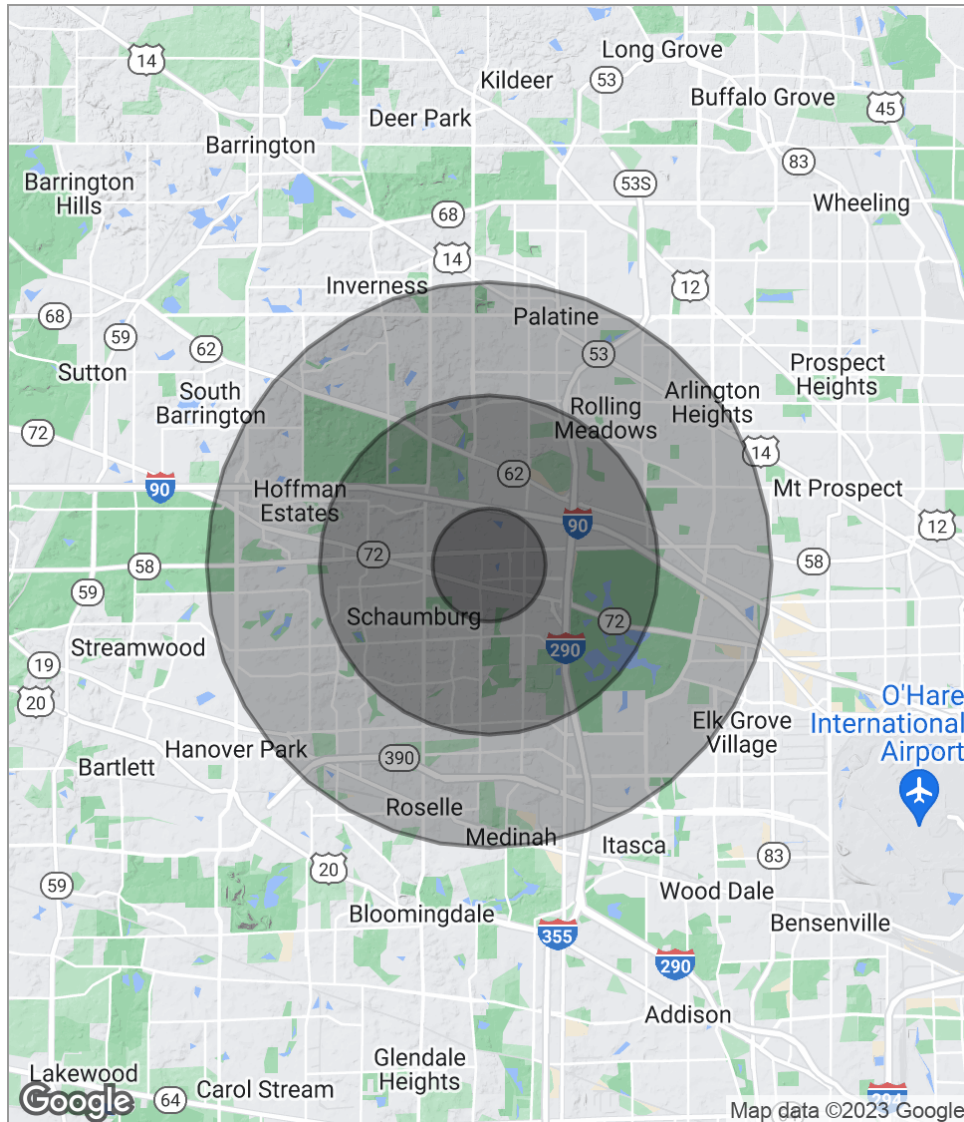 Long Grove
14
53
Kildeer
Buffalo Grove
45
Deer Park
Barrington
83
Barrington
Hills
53S
Wheeling
68
14
Inverness
12
68
Palatine
59
62
53
Sutton
South
Barrington
Prospect
Heights
Arlington
Heights
Rolling
Meadows
72
14
62
90
Hoffman
Estates
Mt Prospect
90
12
72
58
58
59
Schaumburg
72
Streamwood
290
19
20
O'Hare
International
Airport
Elk Grove
Village
Hanover Park
390
Bartlett
Roselle
Medinah
Itasca
20
83
59
Wood Dale
Bloomingdale
Bensenville
355
290
Addison
Glendale
Heights
Lakewood
Carol Stream
64
294
Google
Map data ©2023 Google